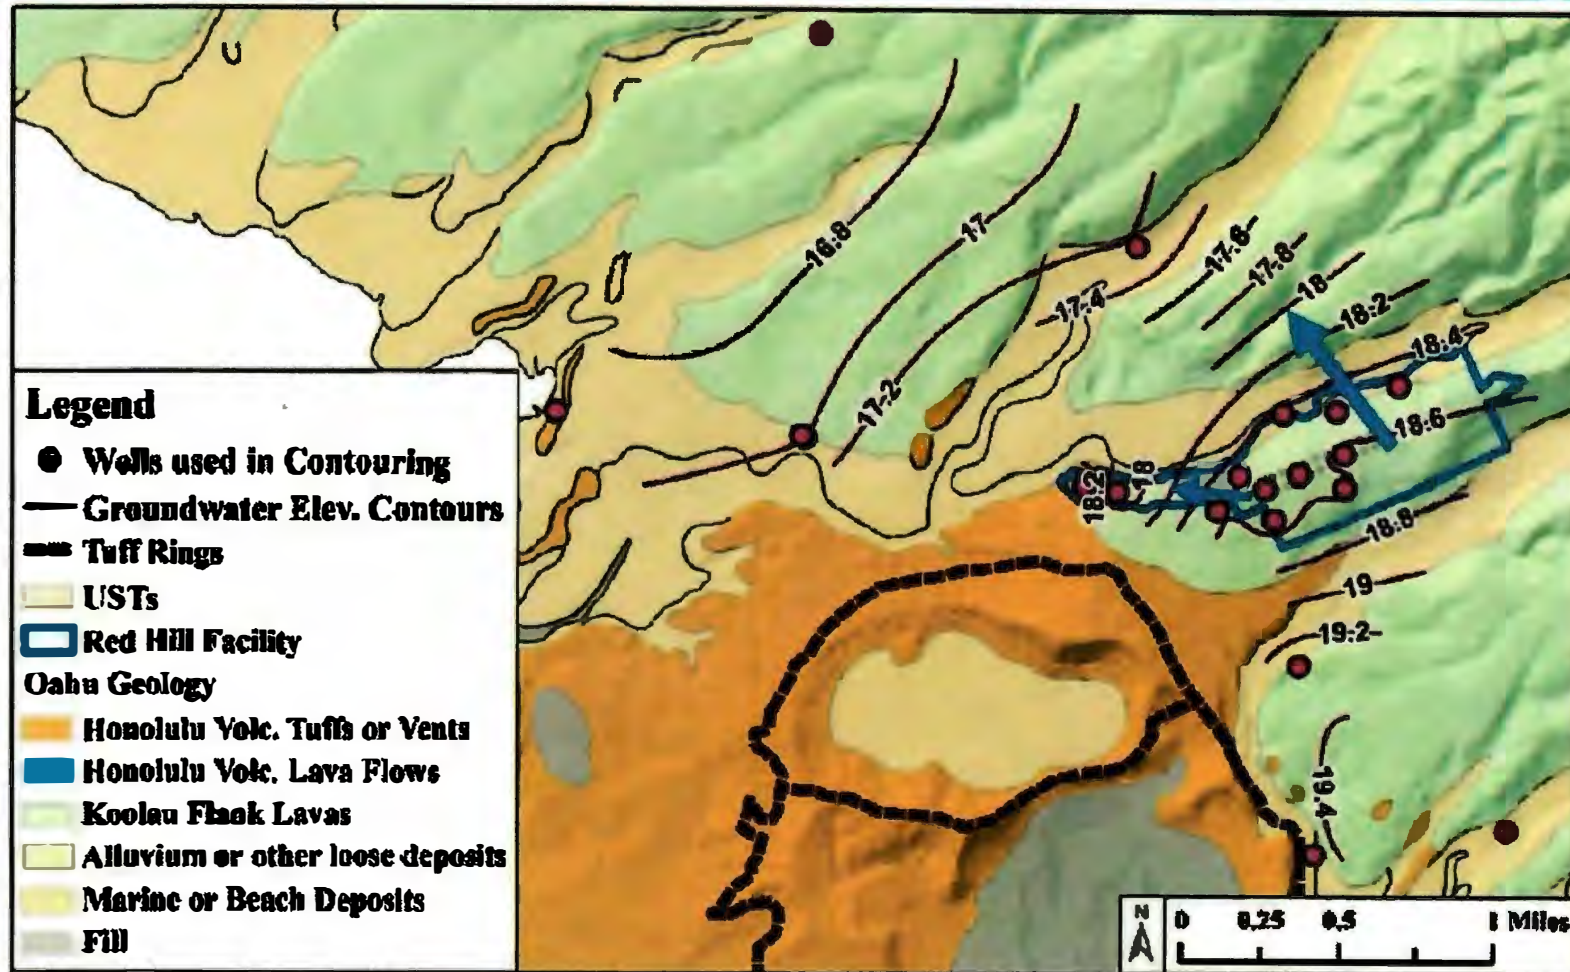 16.8
17
17.6
17.8
18
17.4
18.2
18.4
17.2
18.6
18
18.2
18.8
19
19.2
19.4
Legend
Wells used in Contouring
Groundwater Elev. Contours
Tuff Rings
USTs
Red Hill Facility
Oahu Geology
Honolulu Volc. Tuffs or Vents
Honolulu Volc. Lava Flows
Koolau Flank Lavas
Alluvium or other loose deposits
Marine or Beach Deposits
Fill
N
0 0.25 0.5 1 Miles